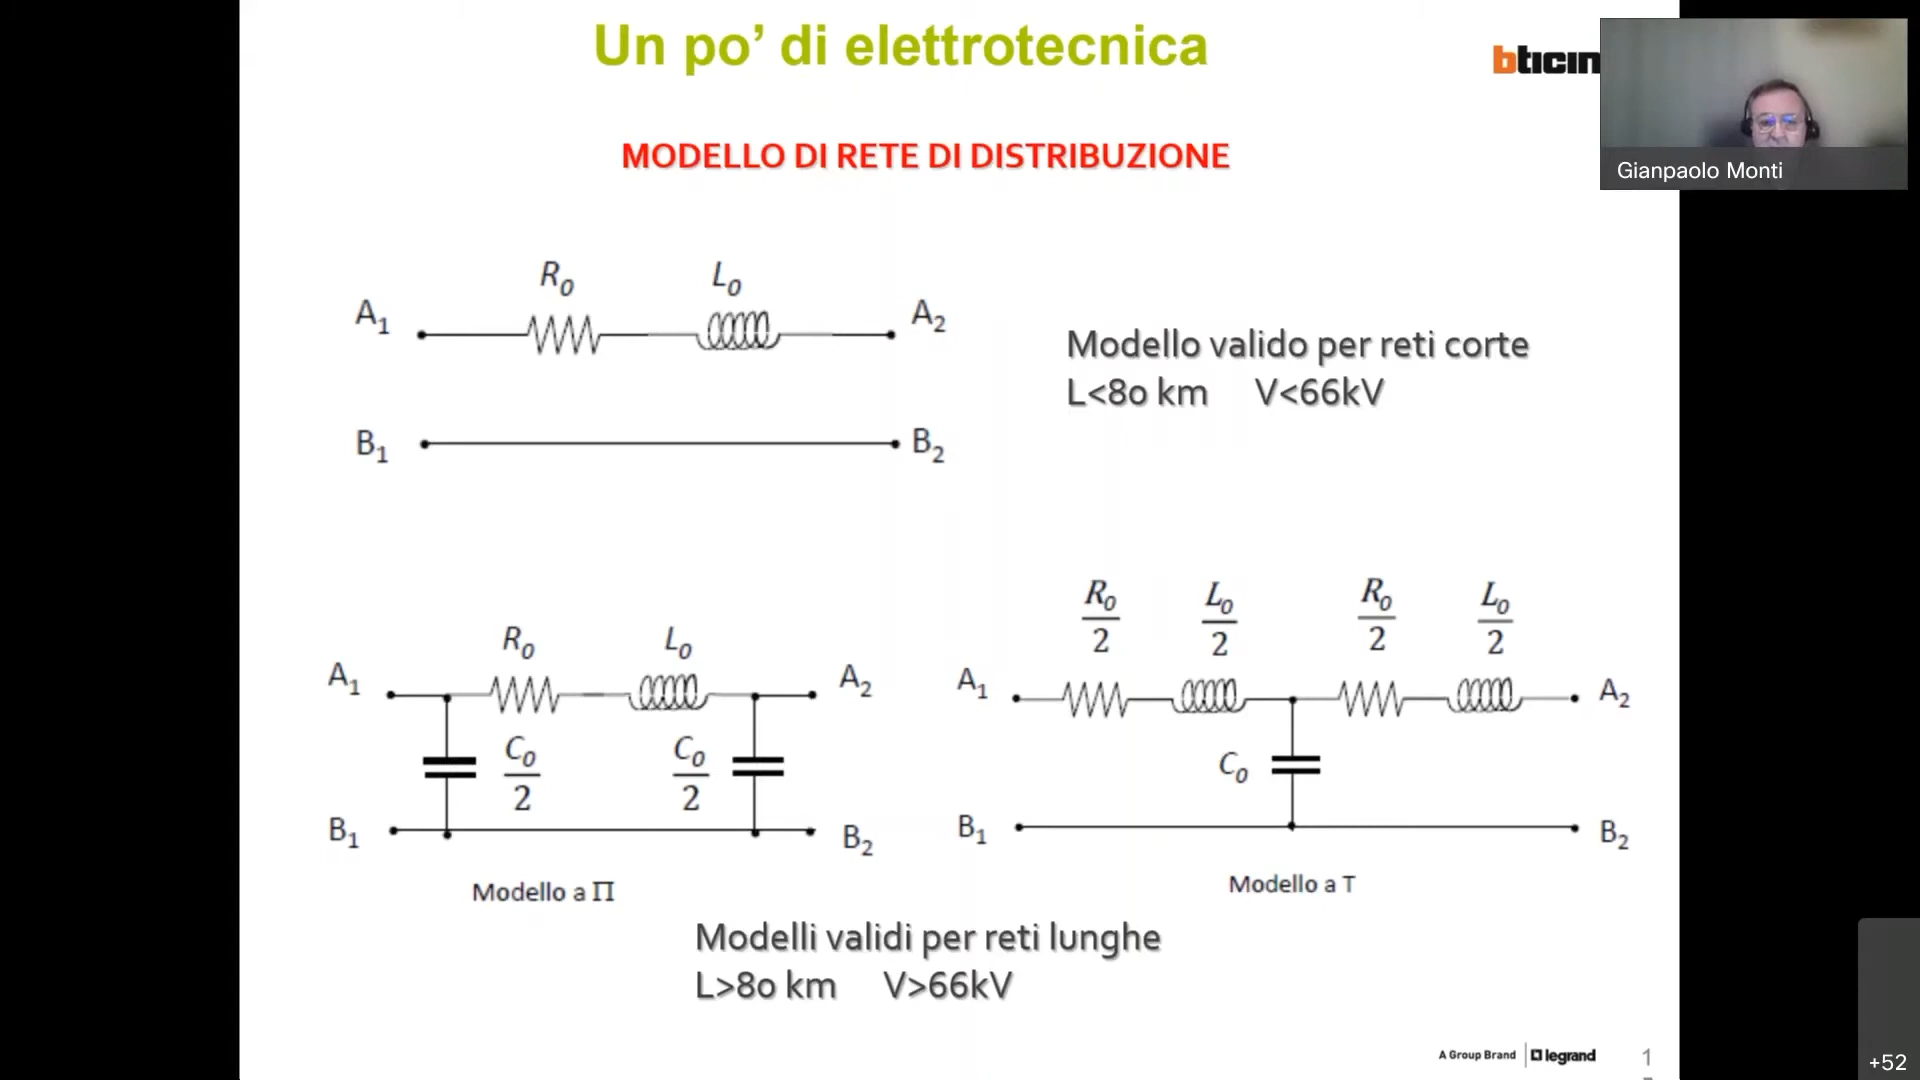 Un po’ di elettrotecnica
bticin
Gianpaolo Monti
MODELLO DI RETE DI DISTRIBUZIONE
R0 L0
A1 A2
B1 B2
Modello valido per reti corte
L<80 km V<66kV
R0 L0
A1 A2
C0/2 C0/2
B1 B2
Modello a Π
R0/2 L0/2 R0/2 L0/2
A1 A2
C0
B1 B2
Modello a T
Modelli validi per reti lunghe
L>80 km V>66kV
A Group Brand legrand
1
+52